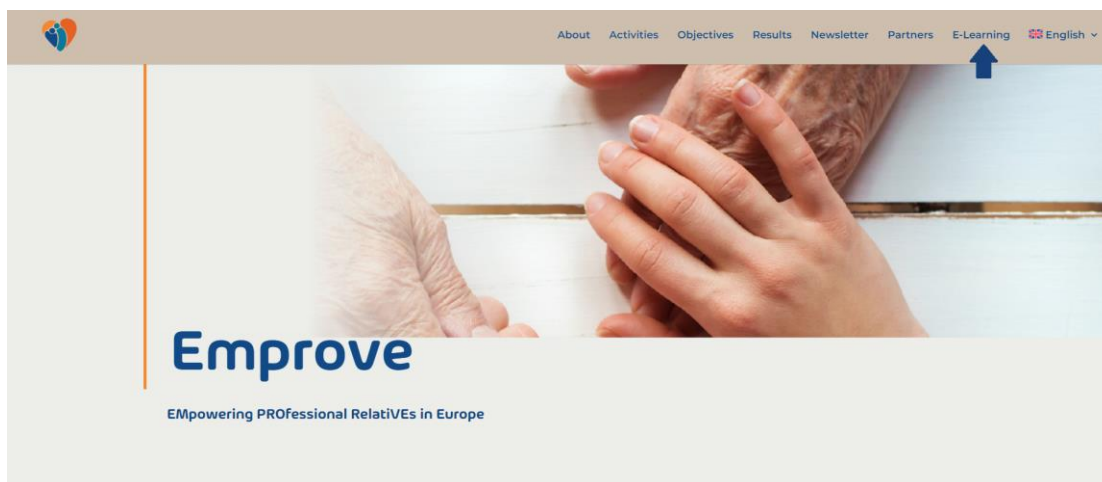 About Activities Objectives Results Newsletter Partners E-Learning English
Emprove
EMpowering PROfessional RelatiVEs in Europe